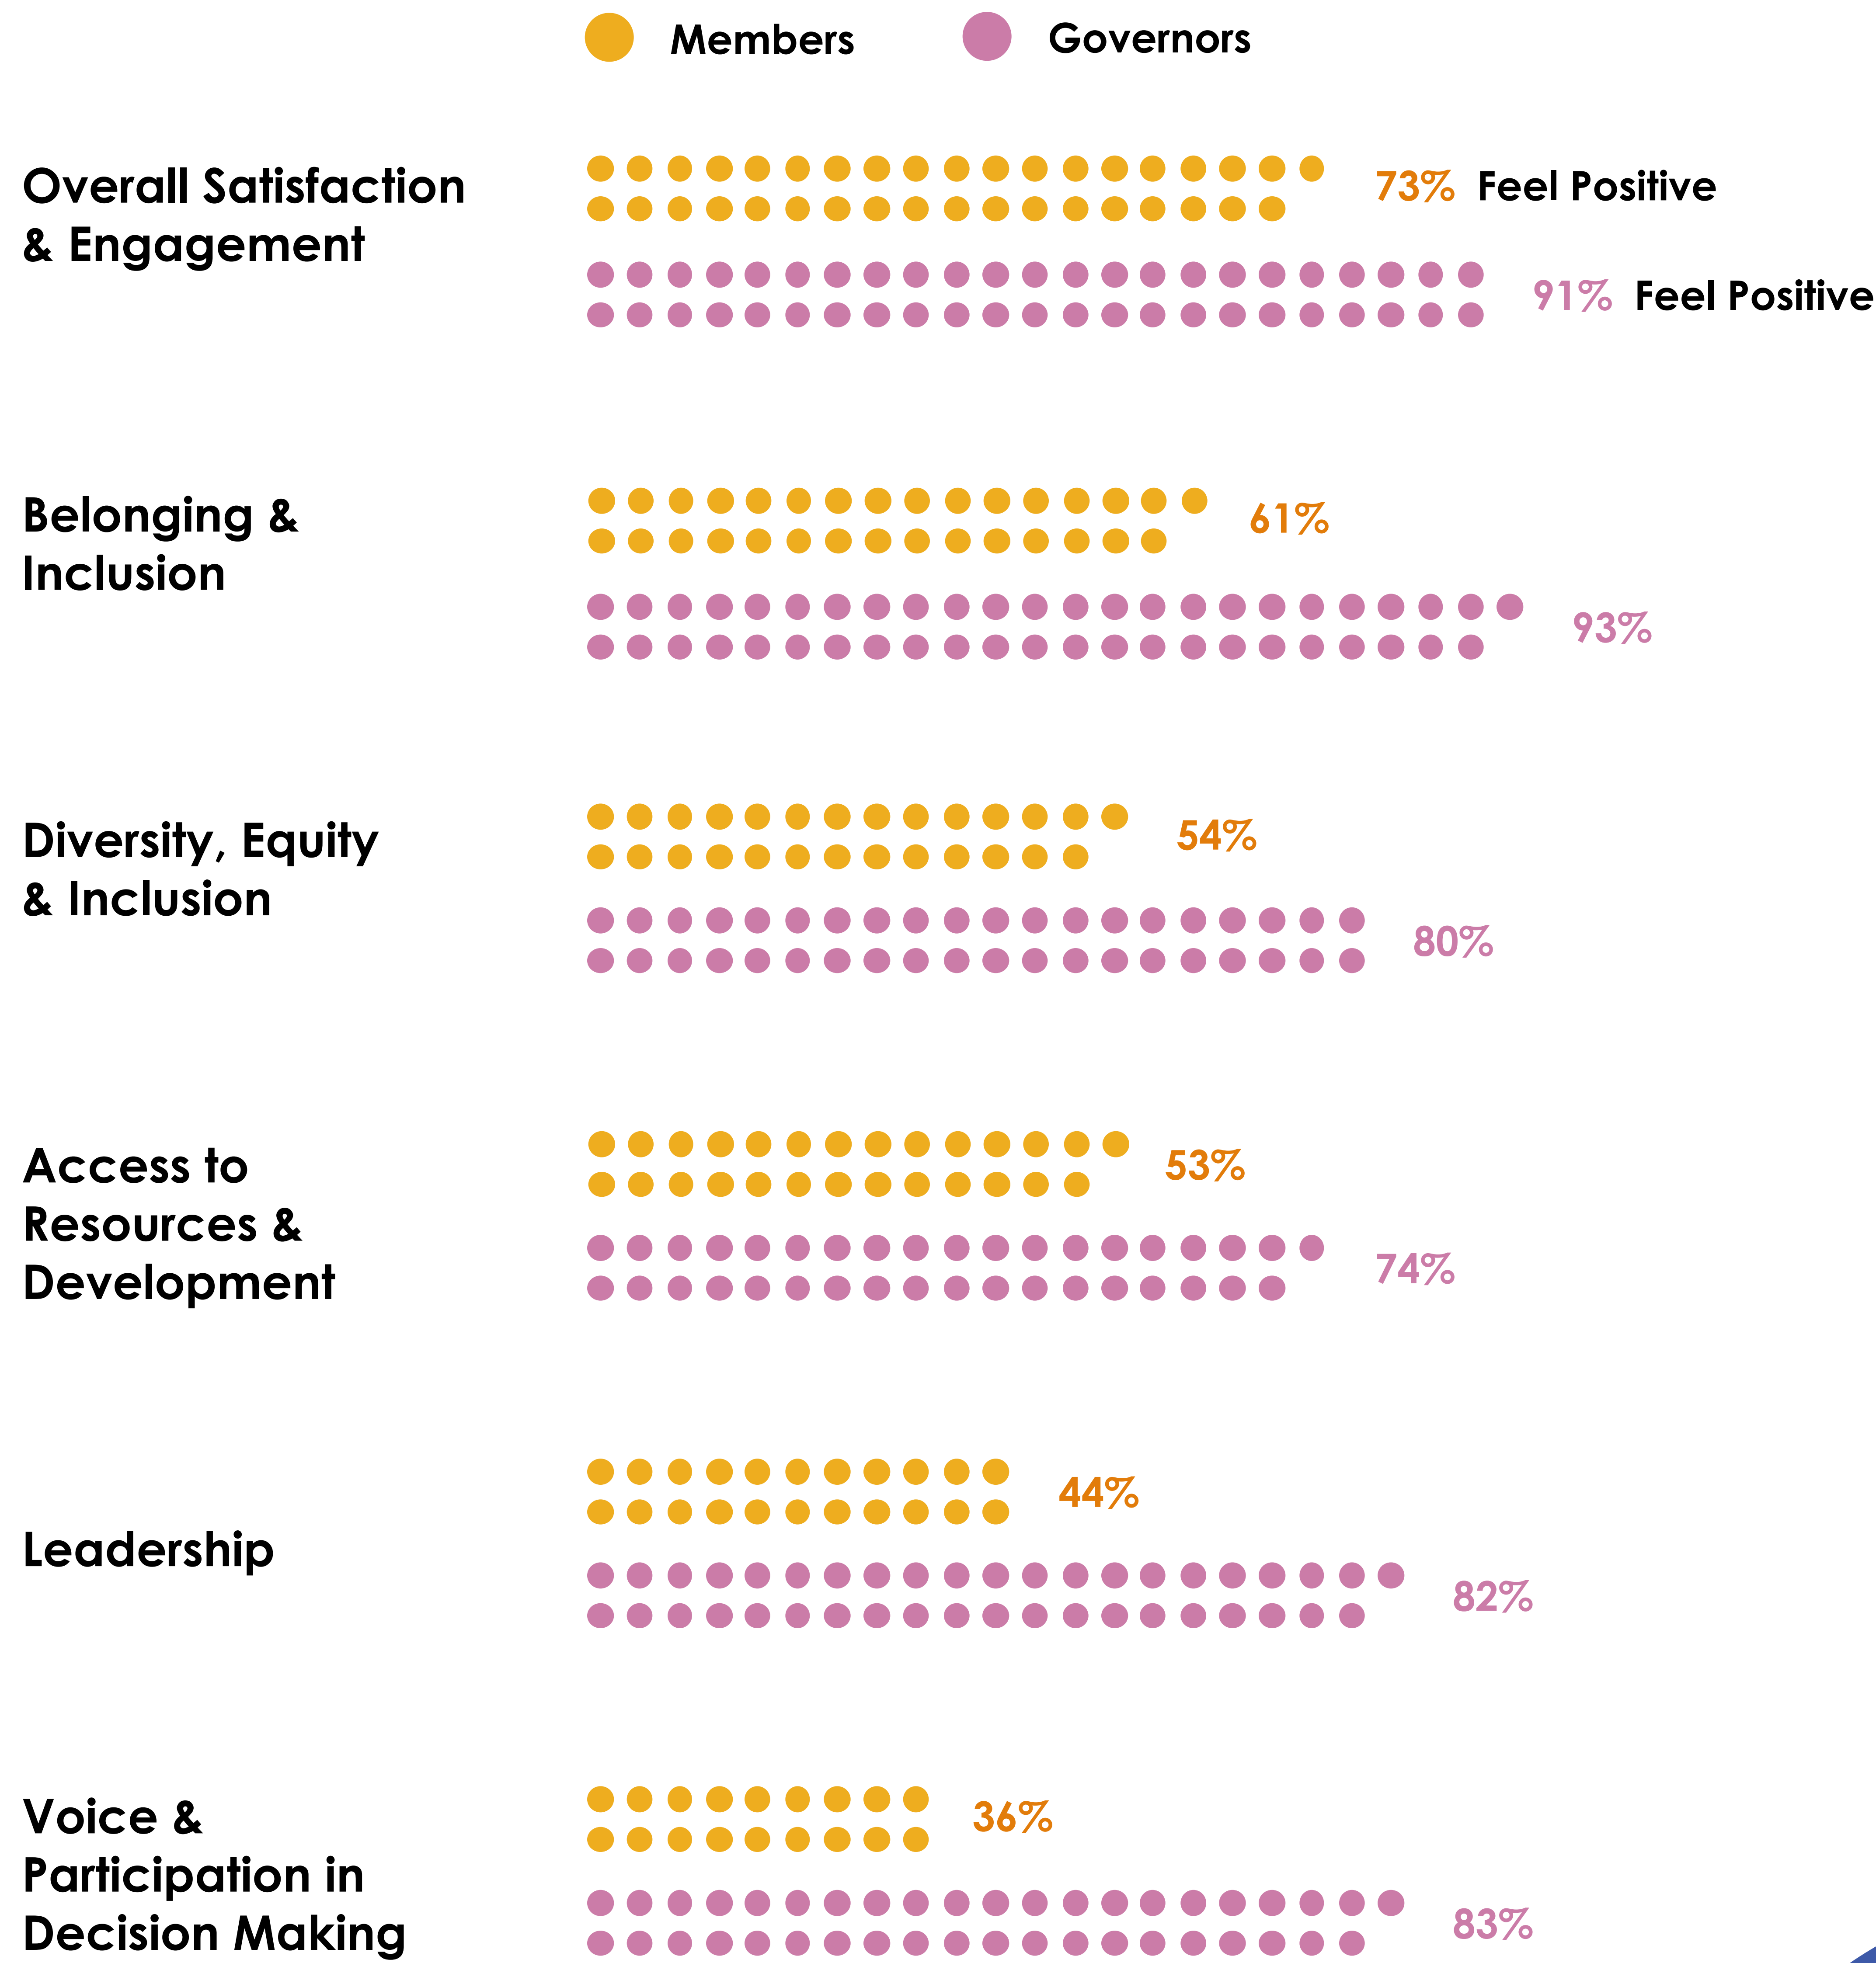 Members Governors
Overall Satisfaction
& Engagement
73% Feel Positive
91% Feel Positive
Belonging &
Inclusion
61%
93%
Diversity, Equity
& Inclusion
54%
80%
Access to
Resources &
Development
53%
74%
Leadership
44%
82%
Voice &
Participation in
Decision Making
36%
83%